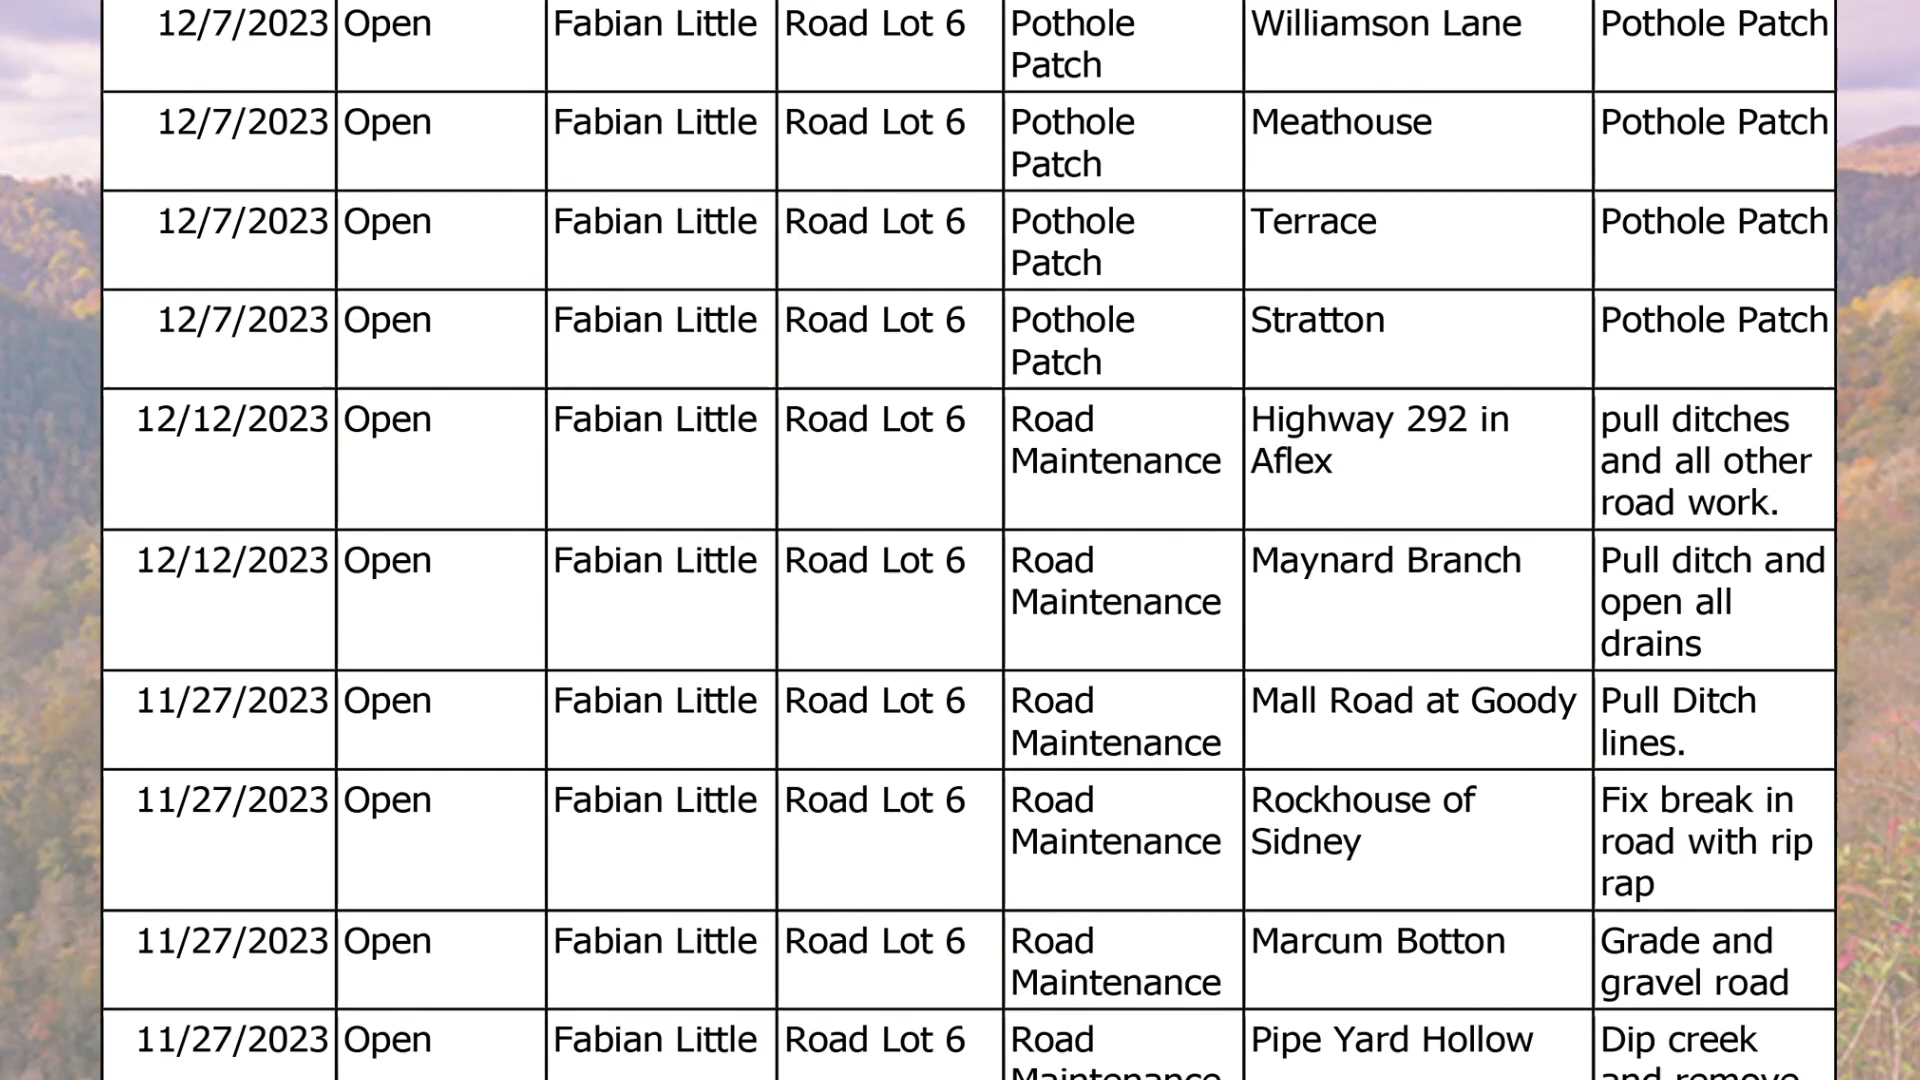 12/7/2023 Open Fabian Little Road Lot 6 Pothole Williamson Lane Pothole Patch
Patch
12/7/2023 Open Fabian Little Road Lot 6 Pothole Meathouse Pothole Patch
Patch
12/7/2023 Open Fabian Little Road Lot 6 Pothole Terrace Pothole Patch
Patch
12/7/2023 Open Fabian Little Road Lot 6 Pothole Stratton Pothole Patch
Patch
12/12/2023 Open Fabian Little Road Lot 6 Road Highway 292 in pull ditches
Maintenance Aflex and all other
road work.
12/12/2023 Open Fabian Little Road Lot 6 Road Maynard Branch Pull ditch and
Maintenance open all
drains
11/27/2023 Open Fabian Little Road Lot 6 Road Mall Road at Goody Pull Ditch
Maintenance lines.
11/27/2023 Open Fabian Little Road Lot 6 Road Rockhouse of Fix break in
Maintenance Sidney road with rip
rap
11/27/2023 Open Fabian Little Road Lot 6 Road Marcum Botton Grade and
Maintenance gravel road
11/27/2023 Open Fabian Little Road Lot 6 Road Pipe Yard Hollow Dip creek
Maintenance and remove